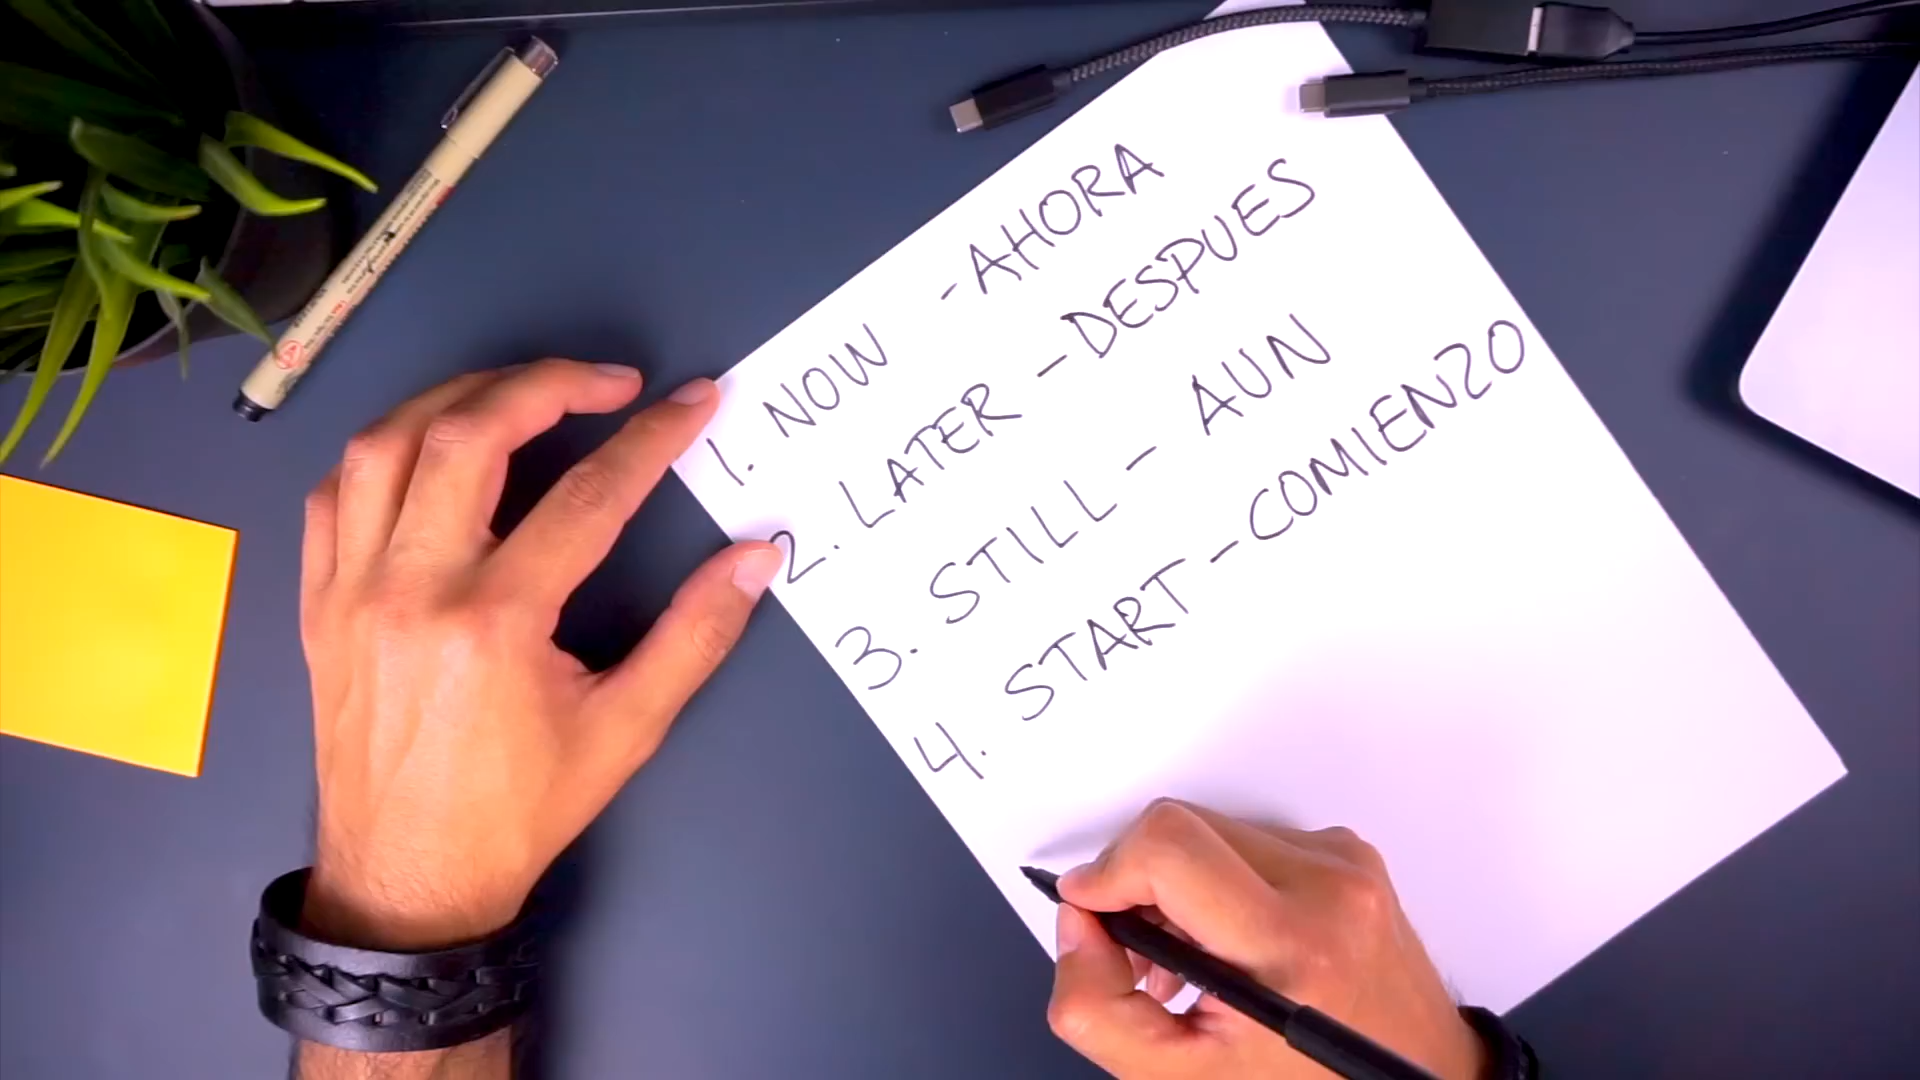 1. NOW - AHORA
2. LATER - DESPUES
3. STILL - AUN
4. START - COMIENZO